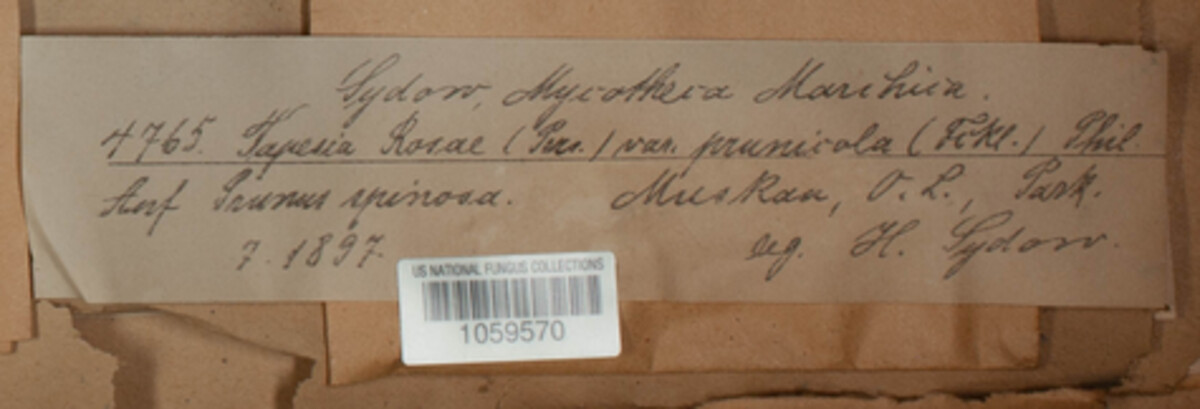 Sydow, Mycotheca Marchica.
4765. Tapesia Rosae (Pers.) var. prunicola (Fckl.) Phil.
Auf Prunus spinosa. Muskau, O. L., Park.
7. 1897. leg. H. Sydow.
US NATIONAL FUNGUS COLLECTIONS
1059570